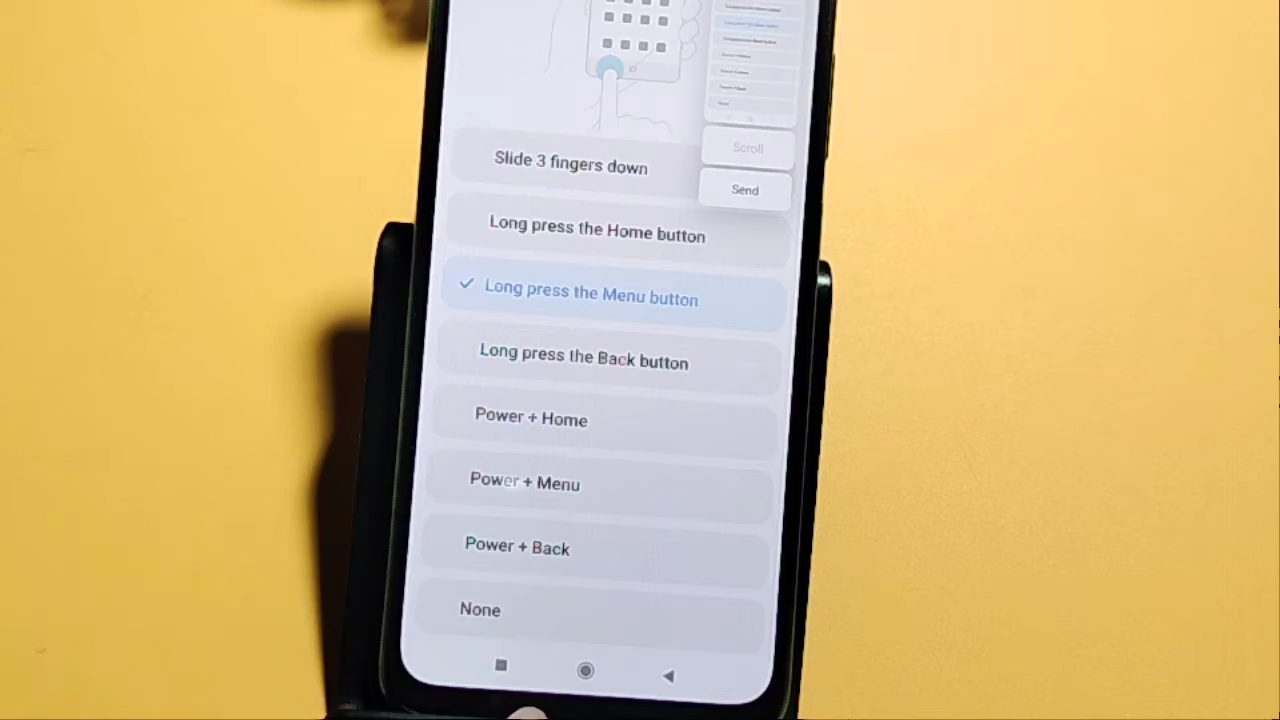 Scroll
Send
Slide 3 fingers down
Long press the Home button
Long press the Menu button
Long press the Back button
Power + Home
Power + Menu
Power + Back
None